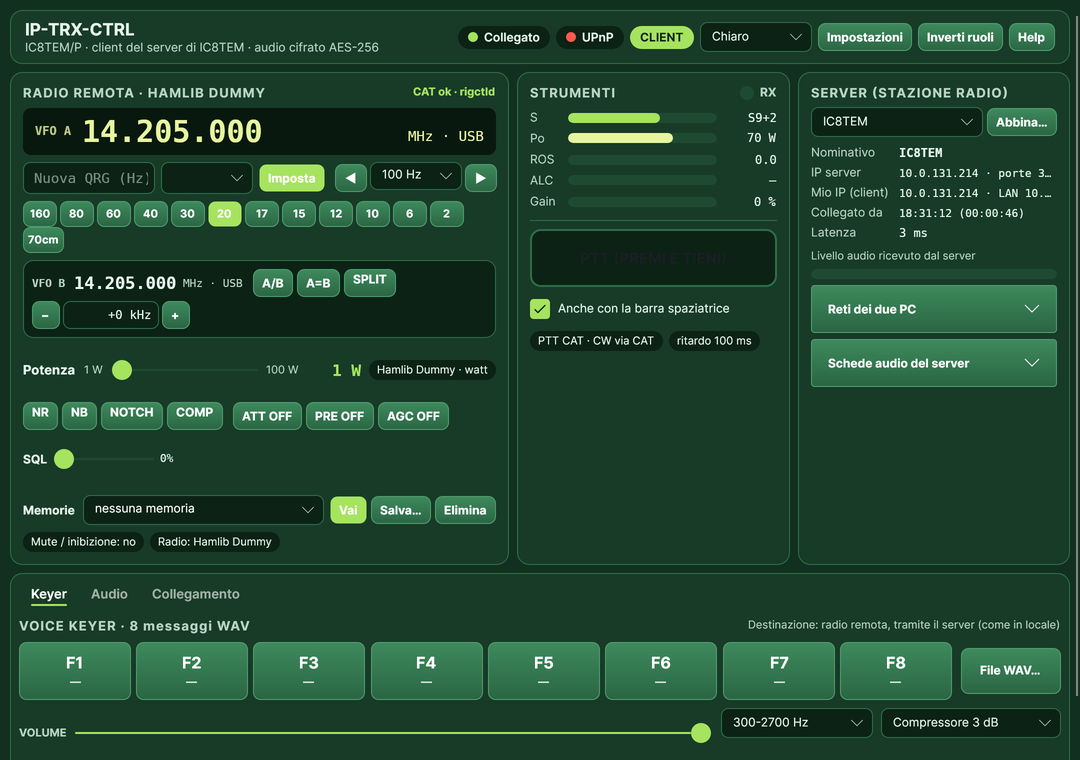 IP-TRX-CTRL
IC8TEM/P · client del server di IC8TEM · audio cifrato AES-256
Collegato
UPnP
CLIENT
Chiaro
Impostazioni
Inverti ruoli
Help
RADIO REMOTA · HAMLIB DUMMY
CAT ok · rigctld
VFO A 14.205.000 MHz · USB
Nuova QRG (Hz)
Imposta
◀
100 Hz
▶
160 80 60 40 30 20 17 15 12 10 6 2
70cm
VFO B 14.205.000 MHz · USB A/B A=B SPLIT
− +0 kHz +
Potenza 1 W 100 W 1 W Hamlib Dummy · watt
NR NB NOTCH COMP ATT OFF PRE OFF AGC OFF
SQL 0%
Memorie nessuna memoria Vai Salva… Elimina
Mute / inibizione: no Radio: Hamlib Dummy
STRUMENTI RX
S S9+2
Po 70 W
ROS 0.0
ALC —
Gain 0 %
PTT (PREMI E TIENI)
Anche con la barra spaziatrice
PTT CAT · CW via CAT ritardo 100 ms
SERVER (STAZIONE RADIO)
IC8TEM Abbina…
Nominativo IC8TEM
IP server 10.0.131.214 · porte 3…
Mio IP (client) 10.0.131.214 · LAN 10.…
Collegato da 18:31:12 (00:00:46)
Latenza 3 ms
Livello audio ricevuto dal server
Reti dei due PC
Schede audio del server
Keyer Audio Collegamento
VOICE KEYER · 8 messaggi WAV
Destinazione: radio remota, tramite il server (come in locale)
F1 F2 F3 F4 F5 F6 F7 F8
— — — — — — — —
File WAV…
VOLUME
300-2700 Hz
Compressore 3 dB